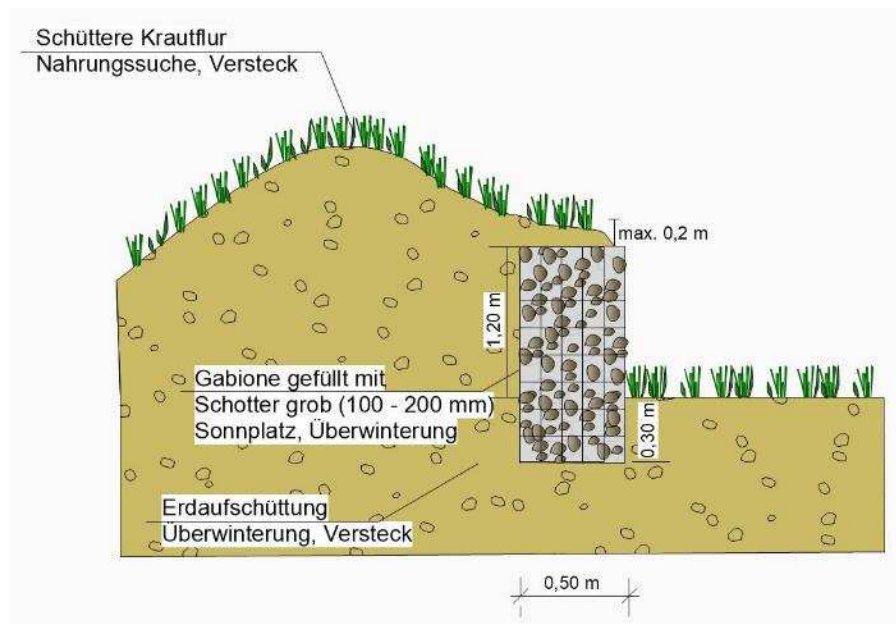 Schüttere Krautflur
Nahrungssuche, Versteck
max. 0,2 m
1,20 m
Gabione gefüllt mit
Schotter grob (100 - 200 mm)
Sonnplatz, Überwinterung
0,30 m
Erdaufschüttung
Überwinterung, Versteck
0,50 m